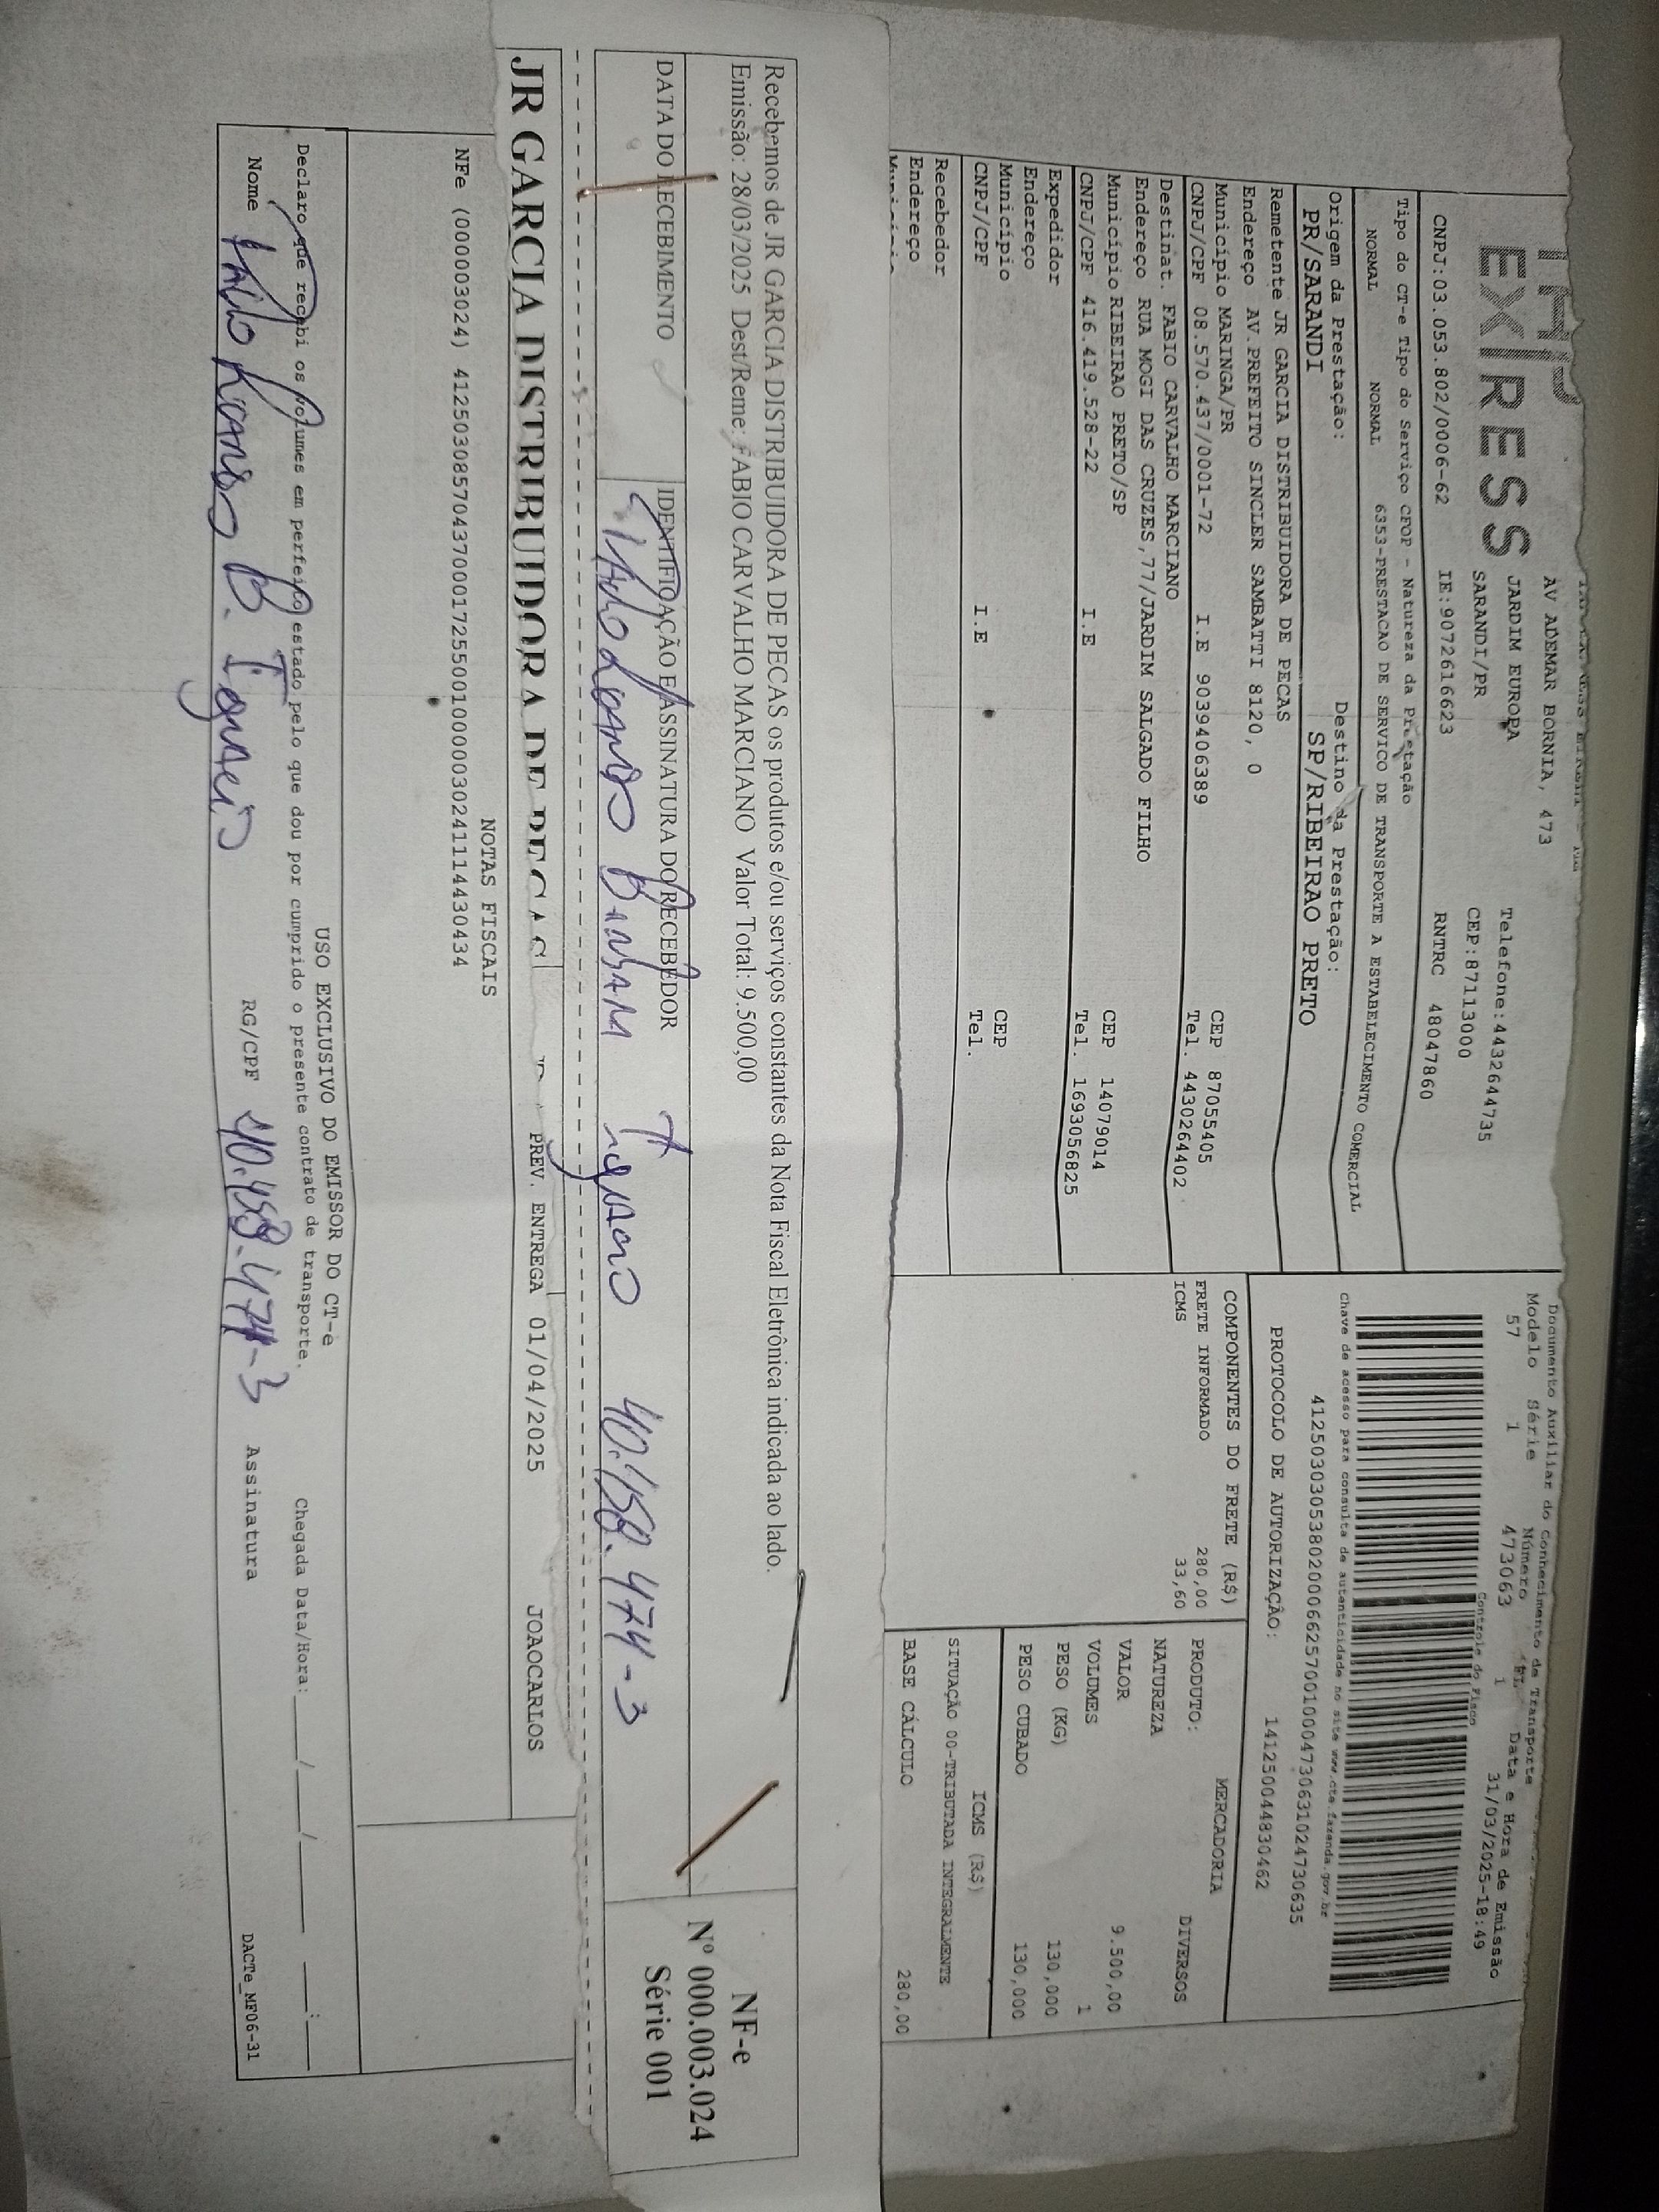 EXPRESS
AV ADEMAR BORNIA, 473
JARDIM EUROPA
SARANDI/PR
Telefone:4432644735
CEP:87113000
CNPJ:03.053.802/0006-62 IE:9072616623 RNTRC 48047860
Tipo do CT-e Tipo do Serviço CFOP - Natureza da Prestação
NORMAL NORMAL 6353-PRESTACAO DE SERVICO DE TRANSPORTE A ESTABELECIMENTO COMERCIAL
Origem da Prestação: Destino da Prestação:
PR/SARANDI SP/RIBEIRAO PRETO
Remetente JR GARCIA DISTRIBUIDORA DE PECAS
Endereço AV.PREFEITO SINCLER SAMBATTI 8120, 0
Município MARINGA/PR CEP 87055405
CNPJ/CPF 08.570.437/0001-72 I.E 9039406389 Tel. 4430264402
Destinat. FABIO CARVALHO MARCIANO
Endereço RUA MOGI DAS CRUZES,77/JARDIM SALGADO FILHO
Município RIBEIRAO PRETO/SP CEP 14079014
CNPJ/CPF 416.419.528-22 I.E Tel. 1693056825
Expedidor
Endereço
Município CEP
CNPJ/CPF I.E Tel.
Recebedor
Endereço
Documento Auxiliar do Conhecimento de Transporte
Modelo Série Número FL Data e Hora de Emissão
57 1 473063 1 31/03/2025-18:49
Controle do Fisco
Chave de acesso para consulta de autenticidade no site www.cte.fazenda.gov.br
41250303053802000662570010004730631024730635
PROTOCOLO DE AUTORIZAÇÃO: 141250044830462
COMPONENTES DO FRETE (R$)
FRETE INFORMADO 280,00
ICMS 33,60
MERCADORIA
PRODUTO: DIVERSOS
NATUREZA
VALOR 9.500,00
VOLUMES 1
PESO (KG) 130,000
PESO CUBADO 130,000
ICMS (R$)
SITUAÇÃO 00-TRIBUTADA INTEGRALMENTE
BASE CÁLCULO 280,00
Recebemos de JR GARCIA DISTRIBUIDORA DE PECAS os produtos e/ou serviços constantes da Nota Fiscal Eletrônica indicada ao lado.
Emissão: 28/03/2025 Dest/Reme: FABIO CARVALHO MARCIANO Valor Total: 9.500,00
DATA DO RECEBIMENTO IDENTIFICAÇÃO E ASSINATURA DO RECEBEDOR
40.158.474-3
NF-e
Nº 000.003.024
Série 001
JR GARCIA DISTRIBUIDORA DE PECAS
PREV. ENTREGA 01/04/2025 JOAOCARLOS
NOTAS FISCAIS
NFe (000003024) 41250308570437000172550010000030241114430434
USO EXCLUSIVO DO EMISSOR DO CT-e
Declaro que recebi os volumes em perfeito estado pelo que dou por cumprido o presente contrato de transporte. Chegada Data/Hora:____/____/____ ___:___
Nome RG/CPF 40.158.474-3 Assinatura
DACTe_MF06-31